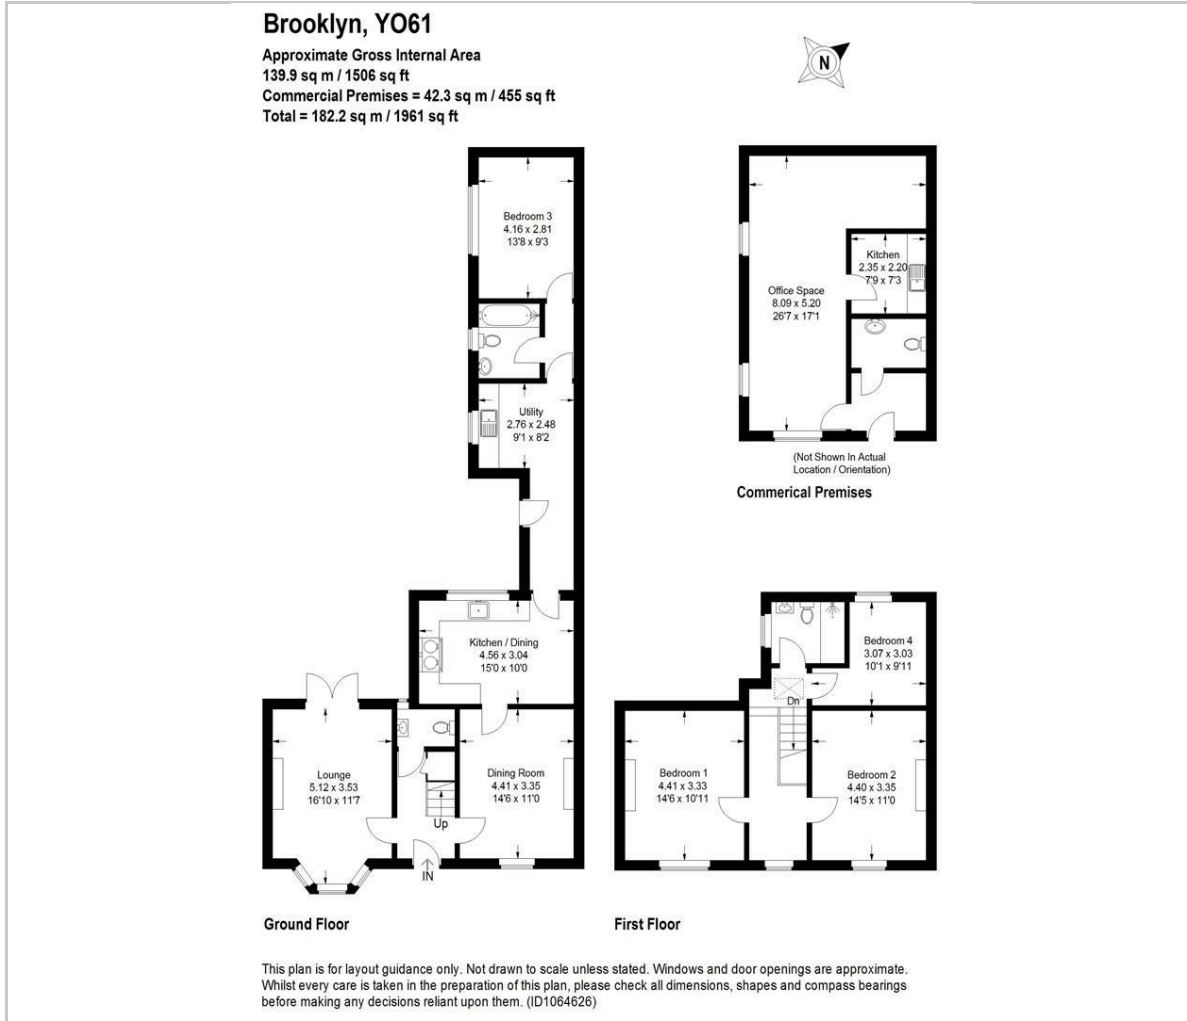 Brooklyn, YO61
Approximate Gross Internal Area
139.9 sq m / 1506 sq ft
Commercial Premises = 42.3 sq m / 455 sq ft
Total = 182.2 sq m / 1961 sq ft
N
Bedroom 3
4.16 x 2.81
13'8 x 9'3
Utility
2.76 x 2.48
9'1 x 8'2
Kitchen / Dining
4.56 x 3.04
15'0 x 10'0
Lounge
5.12 x 3.53
16'10 x 11'7
Dining Room
4.41 x 3.35
14'6 x 11'0
Up
IN
Ground Floor
Kitchen
2.35 x 2.20
7'9 x 7'3
Office Space
8.09 x 5.20
26'7 x 17'1
(Not Shown In Actual
Location / Orientation)
Commerical Premises
Bedroom 4
3.07 x 3.03
10'1 x 9'11
Dn
Bedroom 1
4.41 x 3.33
14'6 x 10'11
Bedroom 2
4.40 x 3.35
14'5 x 11'0
First Floor
This plan is for layout guidance only. Not drawn to scale unless stated. Windows and door openings are approximate.
Whilst every care is taken in the preparation of this plan, please check all dimensions, shapes and compass bearings
before making any decisions reliant upon them. (ID1064626)